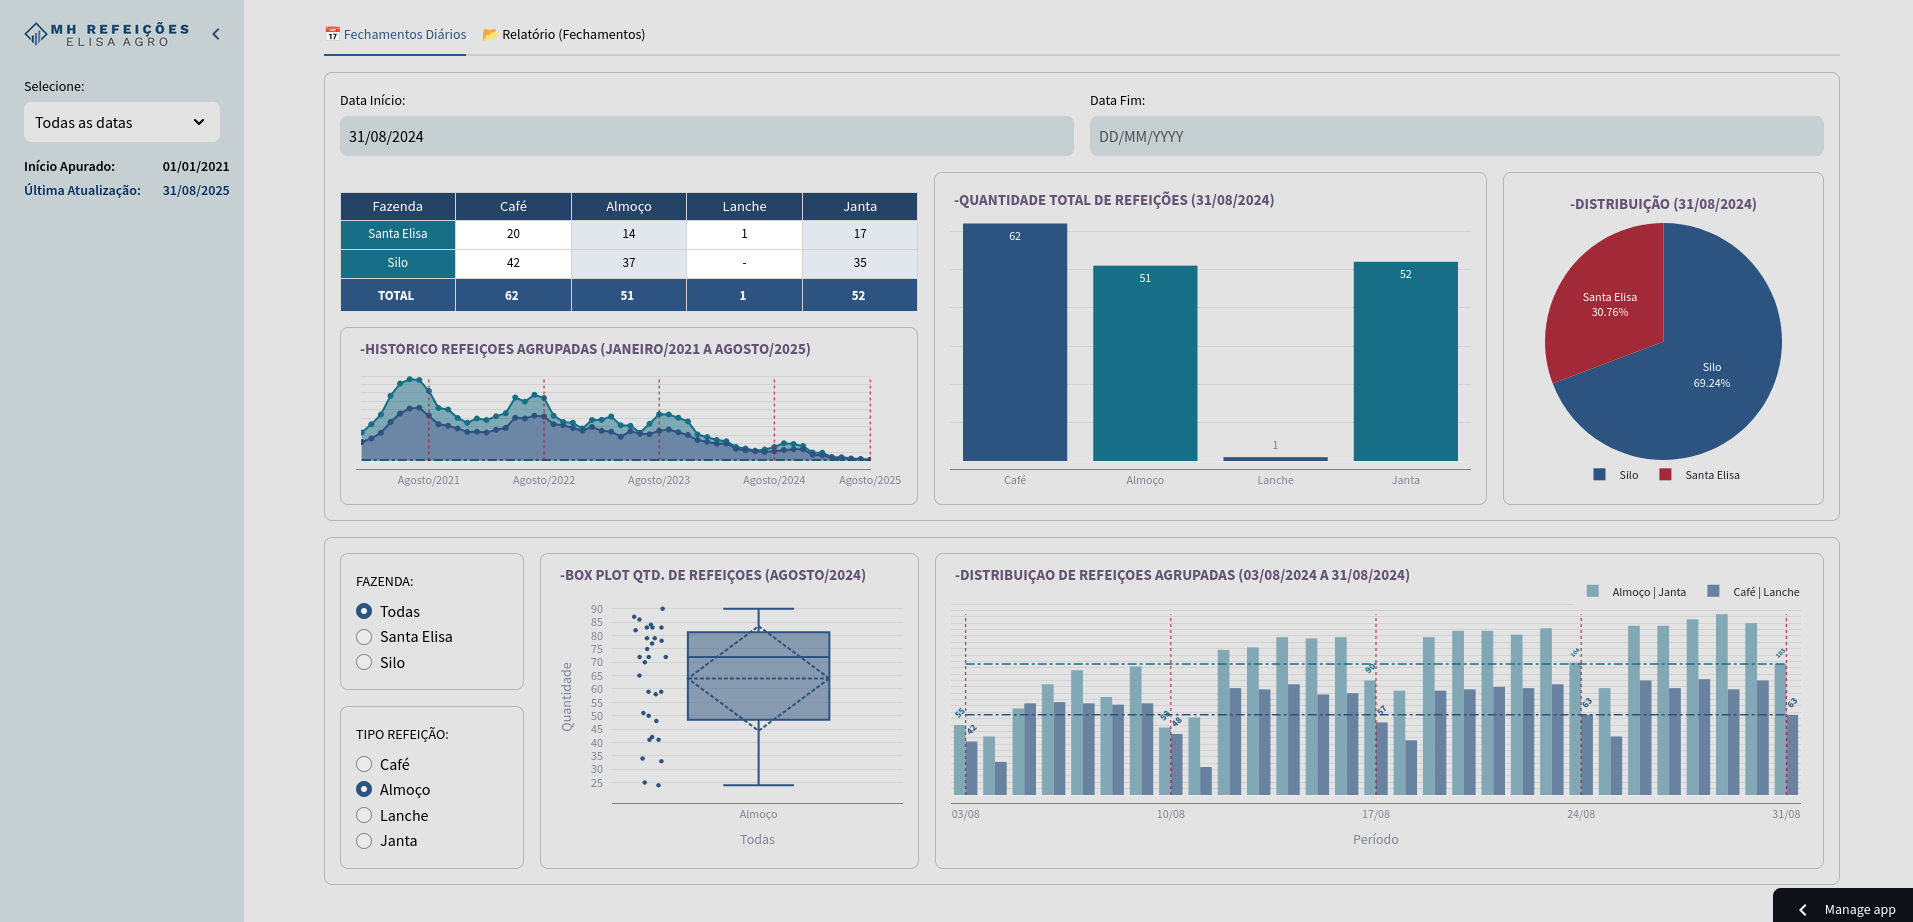 MH REFEIÇÕES
ELISA AGRO
Selecione:
Todas as datas
Início Apurado: 01/01/2021
Última Atualização: 31/08/2025
📅 Fechamentos Diários 📂 Relatório (Fechamentos)
Data Início: Data Fim:
31/08/2024 DD/MM/YYYY
Fazenda Café Almoço Lanche Janta
Santa Elisa 20 14 1 17
Silo 42 37 - 35
TOTAL 62 51 1 52
-HISTÓRICO REFEIÇOES AGRUPADAS (JANEIRO/2021 A AGOSTO/2025)
Agosto/2021 Agosto/2022 Agosto/2023 Agosto/2024 Agosto/2025
-QUANTIDADE TOTAL DE REFEIÇÕES (31/08/2024)
62
51
1
52
Café Almoço Lanche Janta
-DISTRIBUIÇÃO (31/08/2024)
Santa Elisa
30.76%
Silo
69.24%
Silo Santa Elisa
FAZENDA:
Todas
Santa Elisa
Silo
TIPO REFEIÇÃO:
Café
Almoço
Lanche
Janta
-BOX PLOT QTD. DE REFEIÇOES (AGOSTO/2024)
Quantidade
90
85
80
75
70
65
60
55
50
45
40
35
30
25
Almoço
Todas
-DISTRIBUIÇAO DE REFEIÇOES AGRUPADAS (03/08/2024 A 31/08/2024)
Almoço | Janta Café | Lanche
55
42
48
90
57
104
63
103
63
03/08 10/08 17/08 24/08 31/08
Período
Manage app